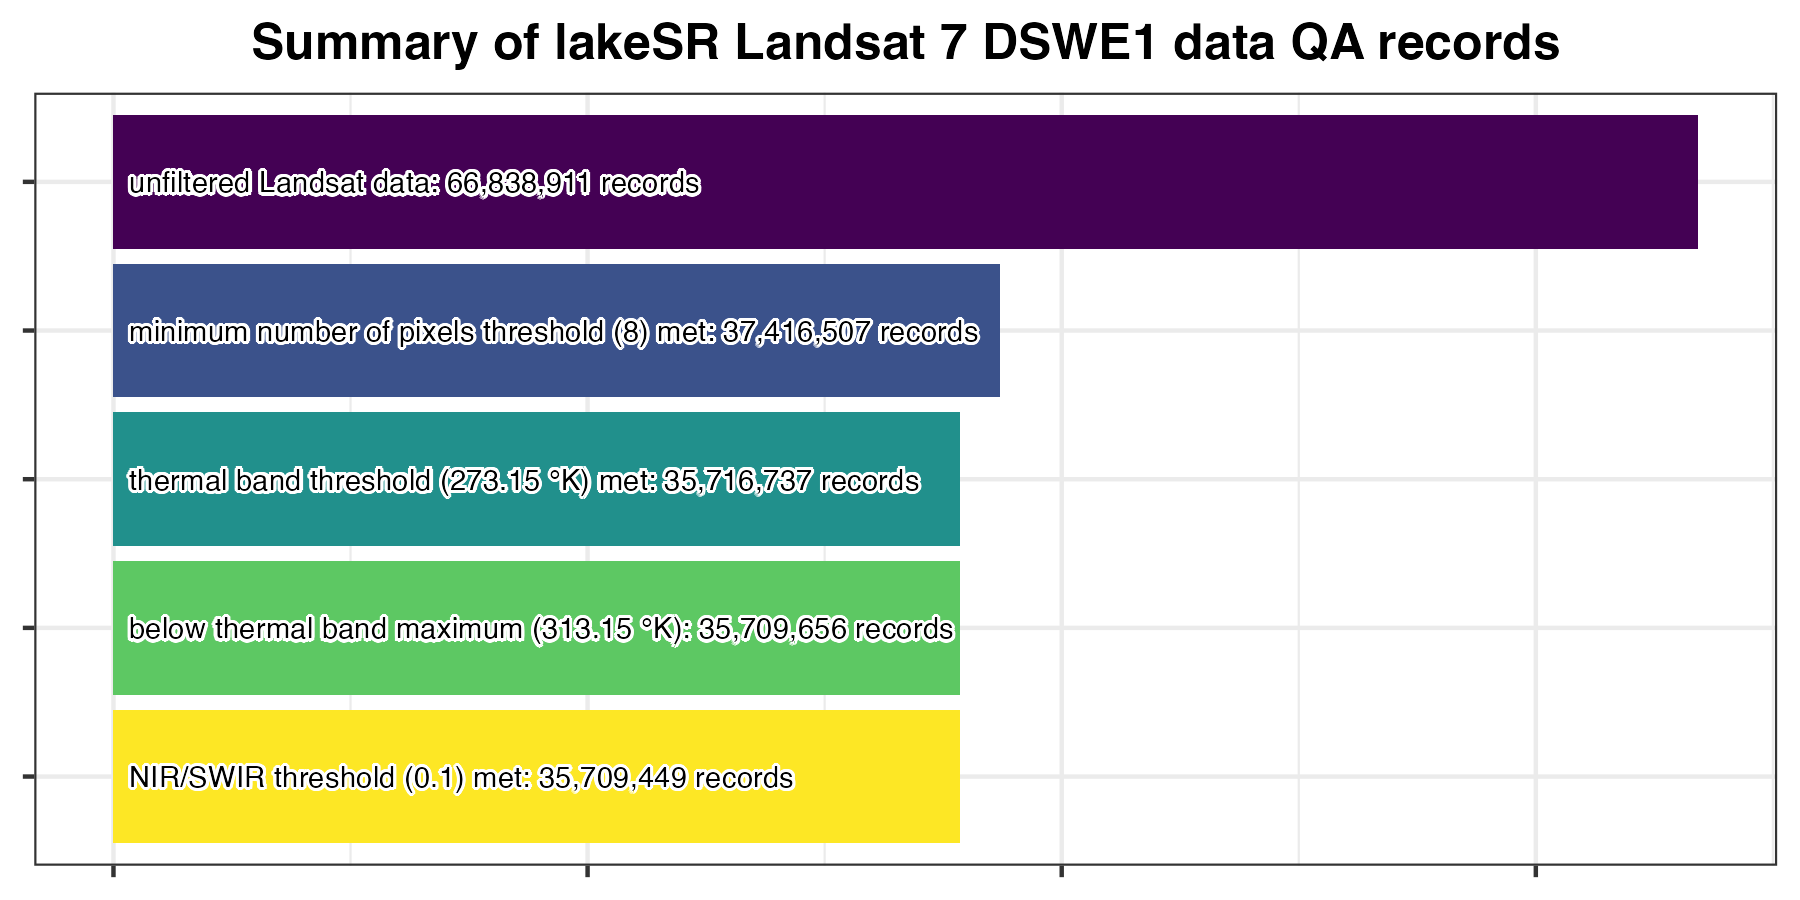 Summary of lakeSR Landsat 7 DSWE1 data QA records
unfiltered Landsat data: 66,838,911 records
minimum number of pixels threshold (8) met: 37,416,507 records
thermal band threshold (273.15 °K) met: 35,716,737 records
below thermal band maximum (313.15 °K): 35,709,656 records
NIR/SWIR threshold (0.1) met: 35,709,449 records